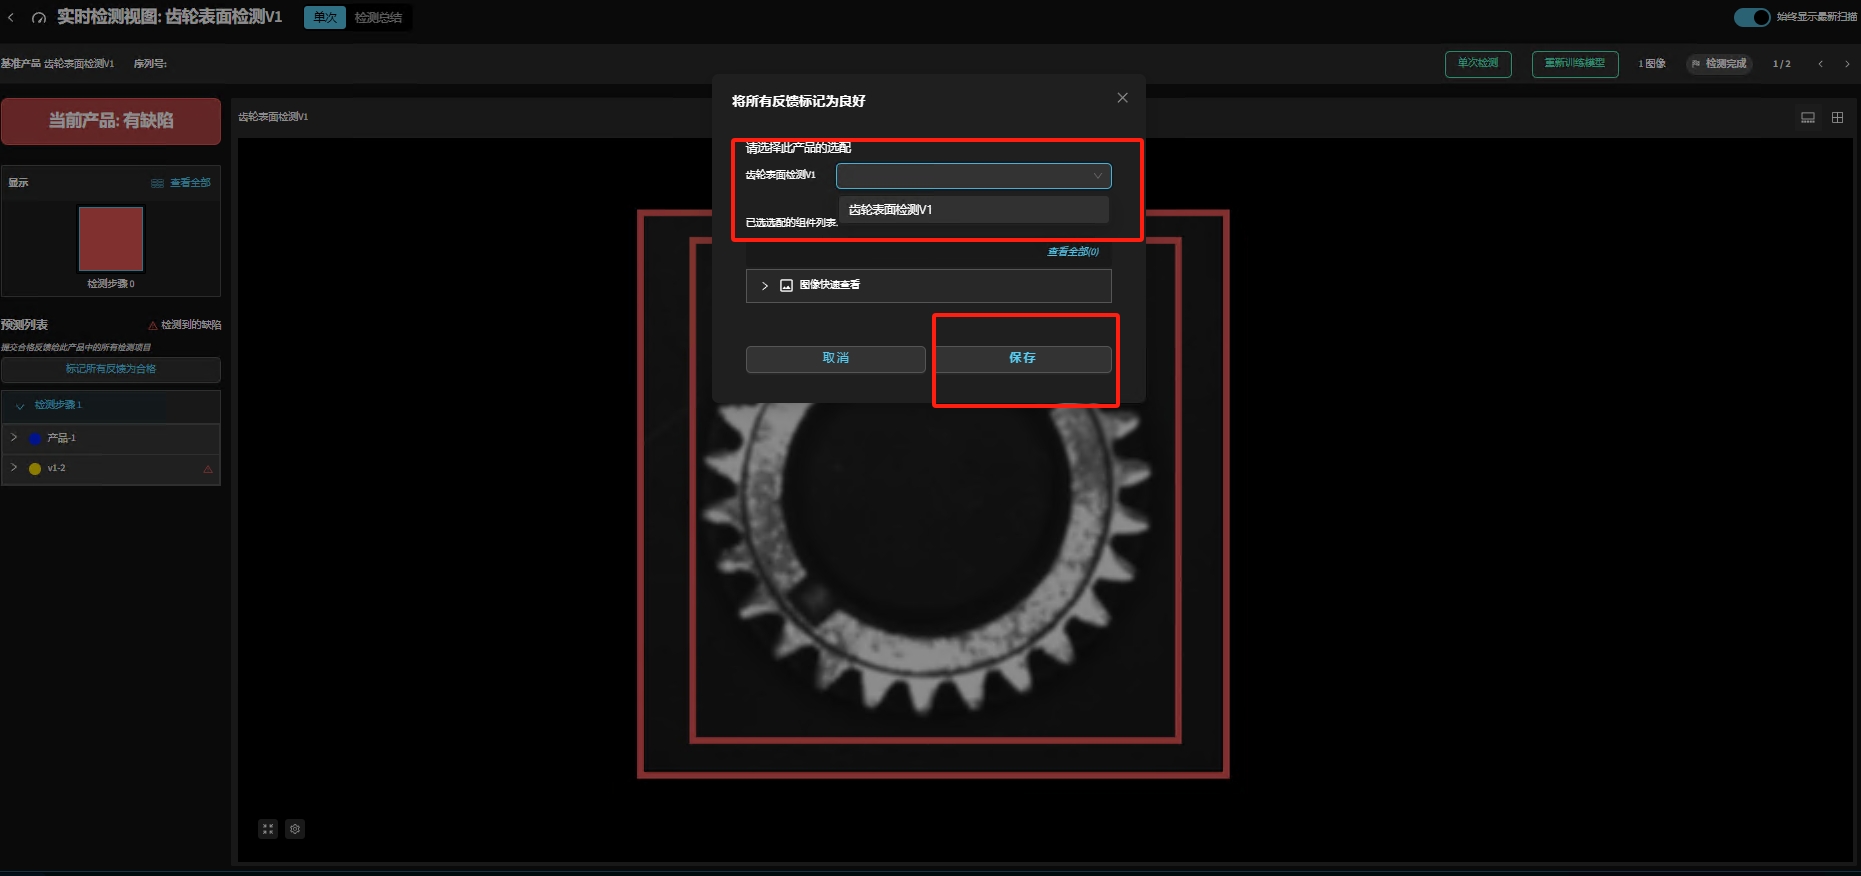 实时检测视图: 齿轮表面检测V1
单次
检测总结
始终显示最新扫描
基准产品 齿轮表面检测V1 序列号:
单次检测
重新训练模型
1 图像
检测完成
1 / 2
当前产品: 有缺陷
齿轮表面检测V1
显示
查看全部
检测步骤 0
预测列表
检测到的缺陷
提交合格反馈给此产品中的所有检测项目
标记所有反馈为合格
检测步骤 1
产品-1
v1-2
将所有反馈标记为良好
请选择此产品的选配
齿轮表面检测V1
齿轮表面检测V1
已选选配的组件列表:
查看全部(0)
图像快速查看
取消
保存